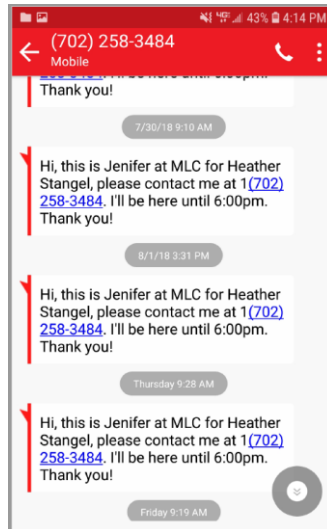 43% 4:14 PM
(702) 258-3484
Mobile
Thank you!
7/30/18 9:10 AM
Hi, this is Jenifer at MLC for Heather
Stangel, please contact me at 1(702)
258-3484. I'll be here until 6:00pm.
Thank you!
8/1/18 3:31 PM
Hi, this is Jenifer at MLC for Heather
Stangel, please contact me at 1(702)
258-3484. I'll be here until 6:00pm.
Thank you!
Thursday 9:28 AM
Hi, this is Jenifer at MLC for Heather
Stangel, please contact me at 1(702)
258-3484. I'll be here until 6:00pm.
Thank you!
Friday 9:19 AM